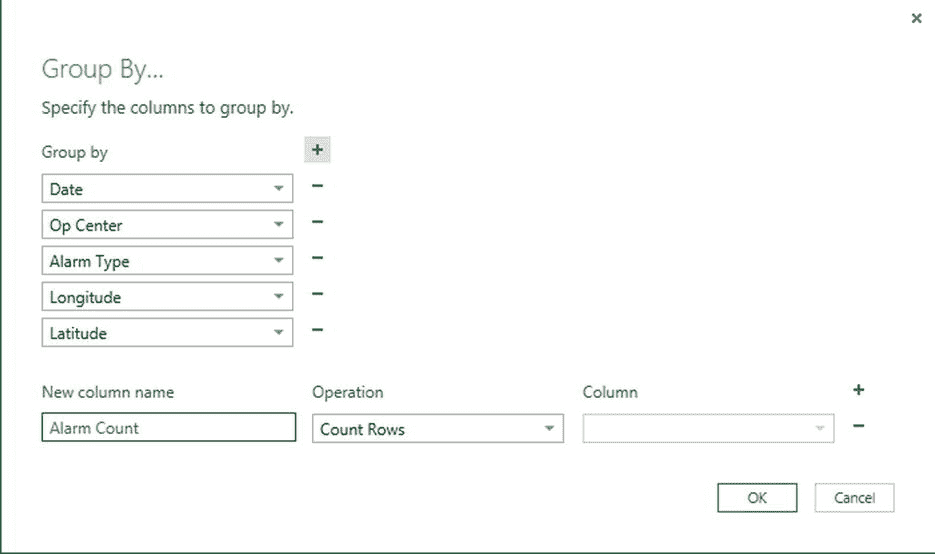 Group By...
Specify the columns to group by.
Group by
Date
Op Center
Alarm Type
Longitude
Latitude
New column name Operation Column
Alarm Count Count Rows
OK Cancel